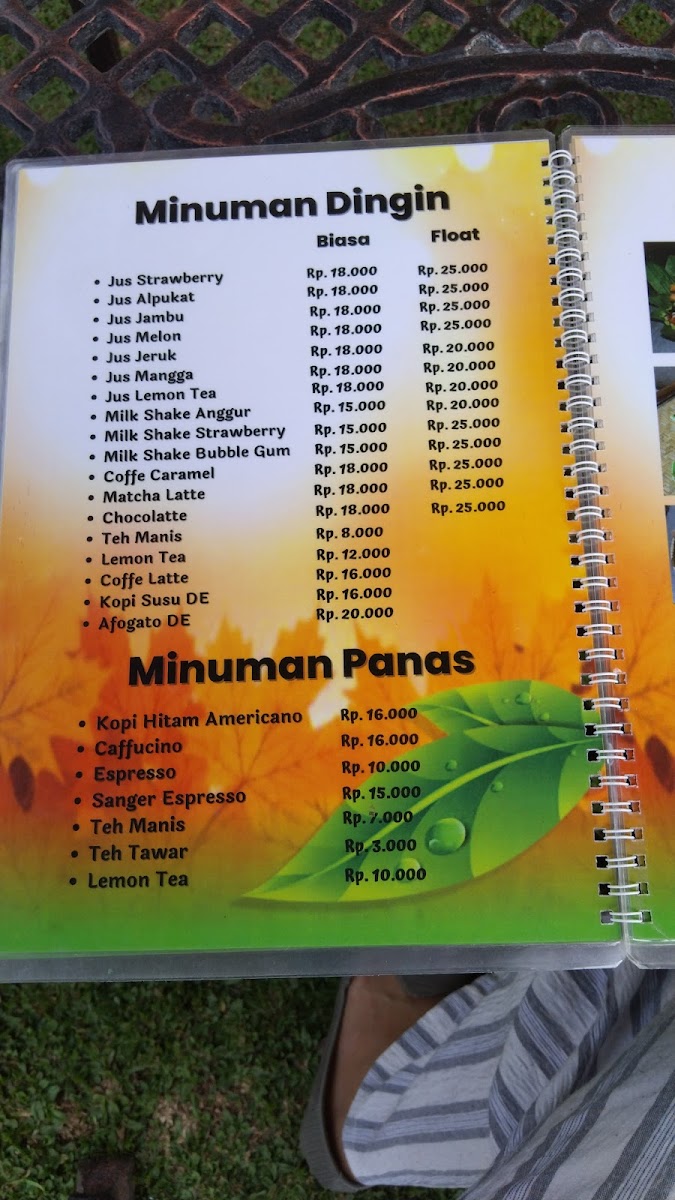 Minuman Dingin
Biasa Float
• Jus Strawberry Rp. 18.000 Rp. 25.000
• Jus Alpukat Rp. 18.000 Rp. 25.000
• Jus Jambu Rp. 18.000 Rp. 25.000
• Jus Melon Rp. 18.000 Rp. 25.000
• Jus Jeruk Rp. 18.000 Rp. 20.000
• Jus Mangga Rp. 18.000 Rp. 20.000
• Jus Lemon Tea Rp. 18.000 Rp. 20.000
• Milk Shake Anggur Rp. 15.000 Rp. 20.000
• Milk Shake Strawberry Rp. 15.000 Rp. 25.000
• Milk Shake Bubble Gum Rp. 15.000 Rp. 25.000
• Coffe Caramel Rp. 18.000 Rp. 25.000
• Matcha Latte Rp. 18.000 Rp. 25.000
• Chocolatte Rp. 18.000 Rp. 25.000
• Teh Manis Rp. 8.000
• Lemon Tea Rp. 12.000
• Coffe Latte Rp. 16.000
• Kopi Susu DE Rp. 16.000
• Afogato DE Rp. 20.000
Minuman Panas
• Kopi Hitam Americano Rp. 16.000
• Caffucino Rp. 16.000
• Espresso Rp. 10.000
• Sanger Espresso Rp. 15.000
• Teh Manis Rp. 7.000
• Teh Tawar Rp. 3.000
• Lemon Tea Rp. 10.000